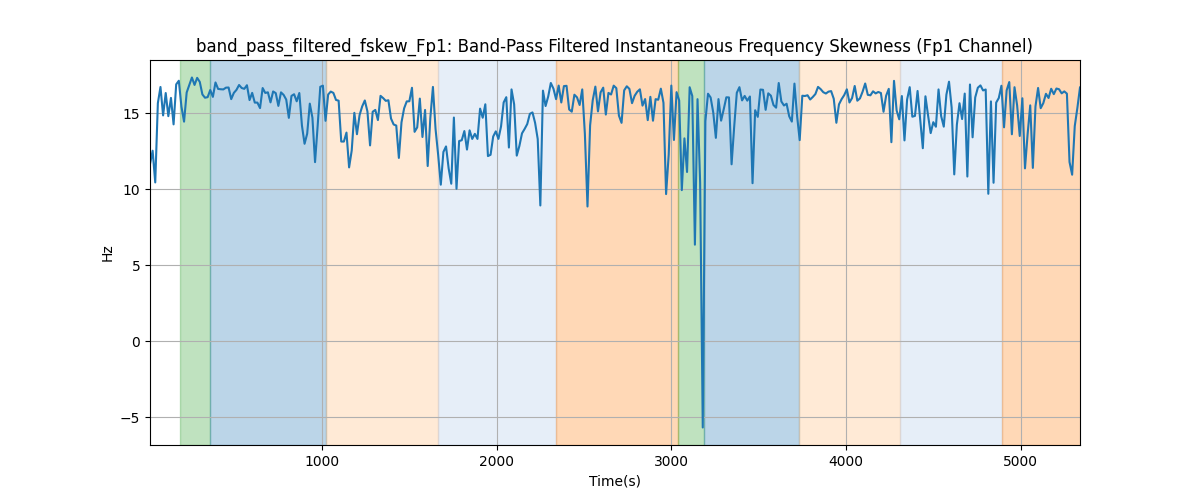 band_pass_filtered_fskew_Fp1: Band-Pass Filtered Instantaneous Frequency Skewness (Fp1 Channel)
15
10
5
0
−5
Hz
1000 2000 3000 4000 5000
Time(s)